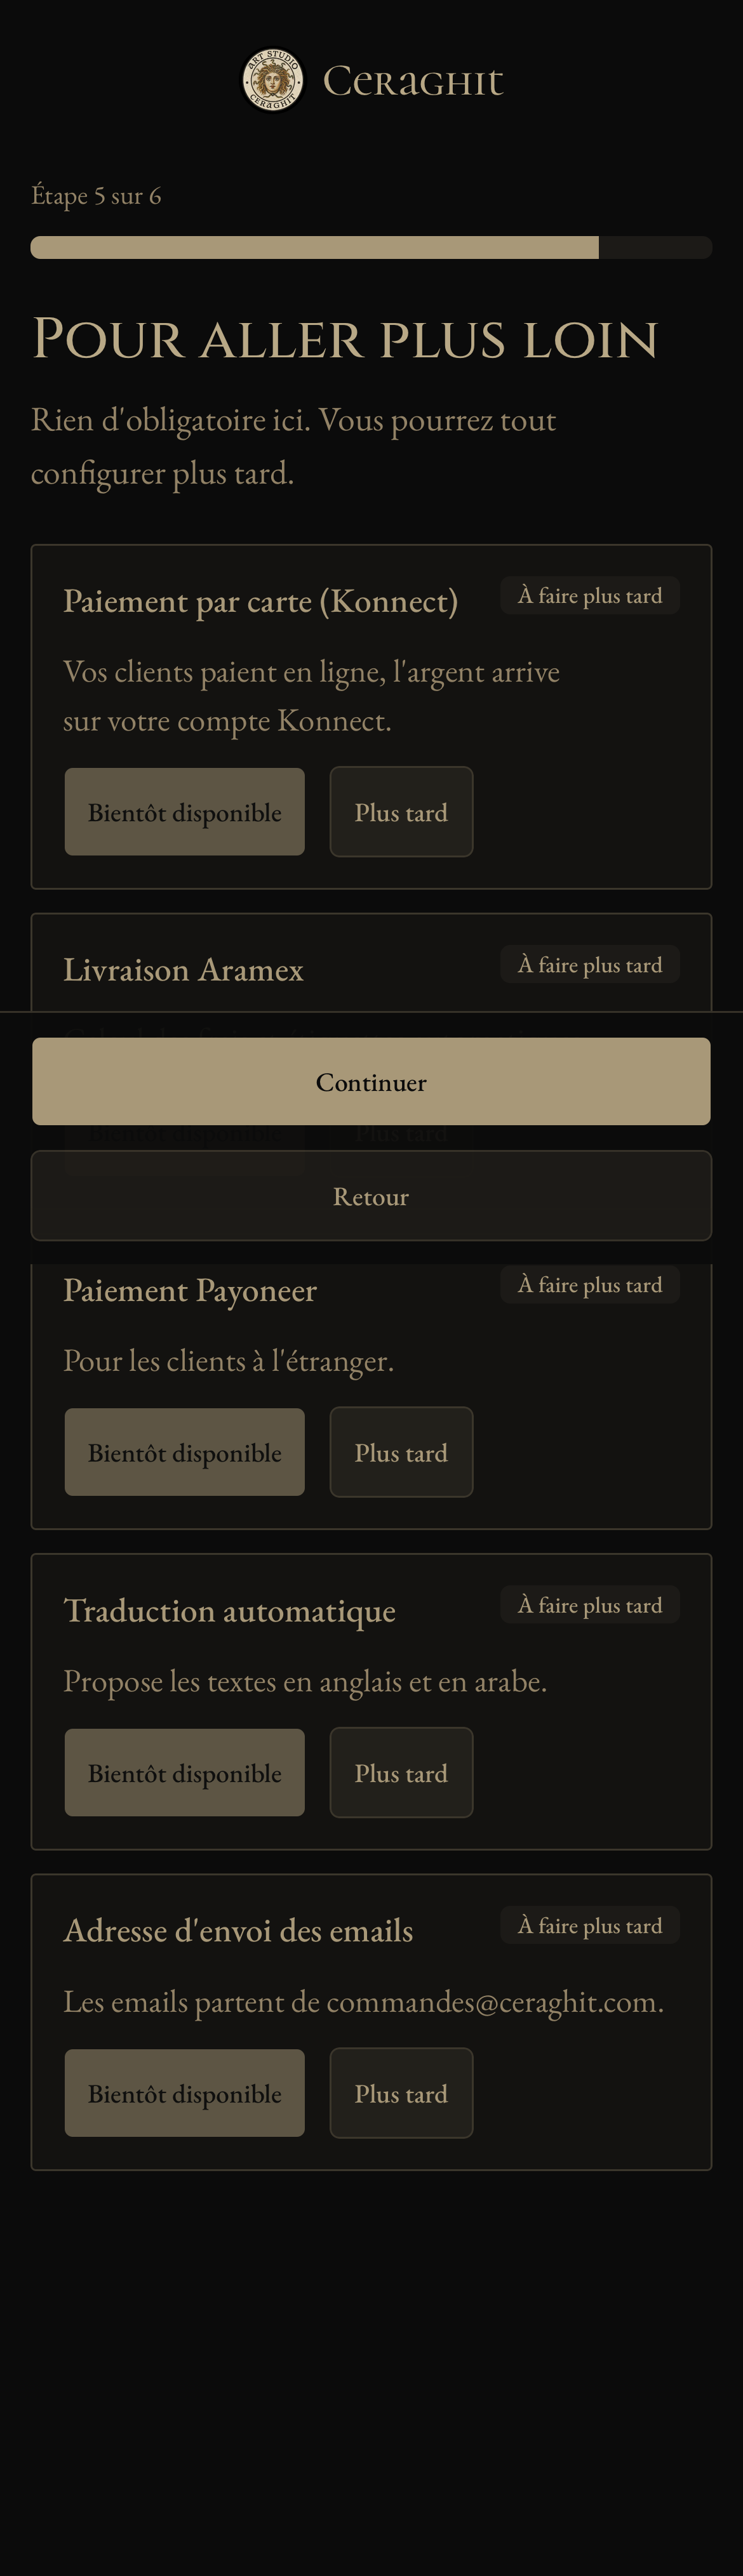 ART STUDIO
CERAGHIT
Ceraghit
Étape 5 sur 6
Pour aller plus loin
Rien d'obligatoire ici. Vous pourrez tout
configurer plus tard.
Paiement par carte (Konnect)
À faire plus tard
Vos clients paient en ligne, l'argent arrive
sur votre compte Konnect.
Bientôt disponible
Plus tard
Livraison Aramex
À faire plus tard
Continuer
Bientôt disponible
Plus tard
Retour
Paiement Payoneer
À faire plus tard
Pour les clients à l'étranger.
Bientôt disponible
Plus tard
Traduction automatique
À faire plus tard
Propose les textes en anglais et en arabe.
Bientôt disponible
Plus tard
Adresse d'envoi des emails
À faire plus tard
Les emails partent de commandes@ceraghit.com.
Bientôt disponible
Plus tard